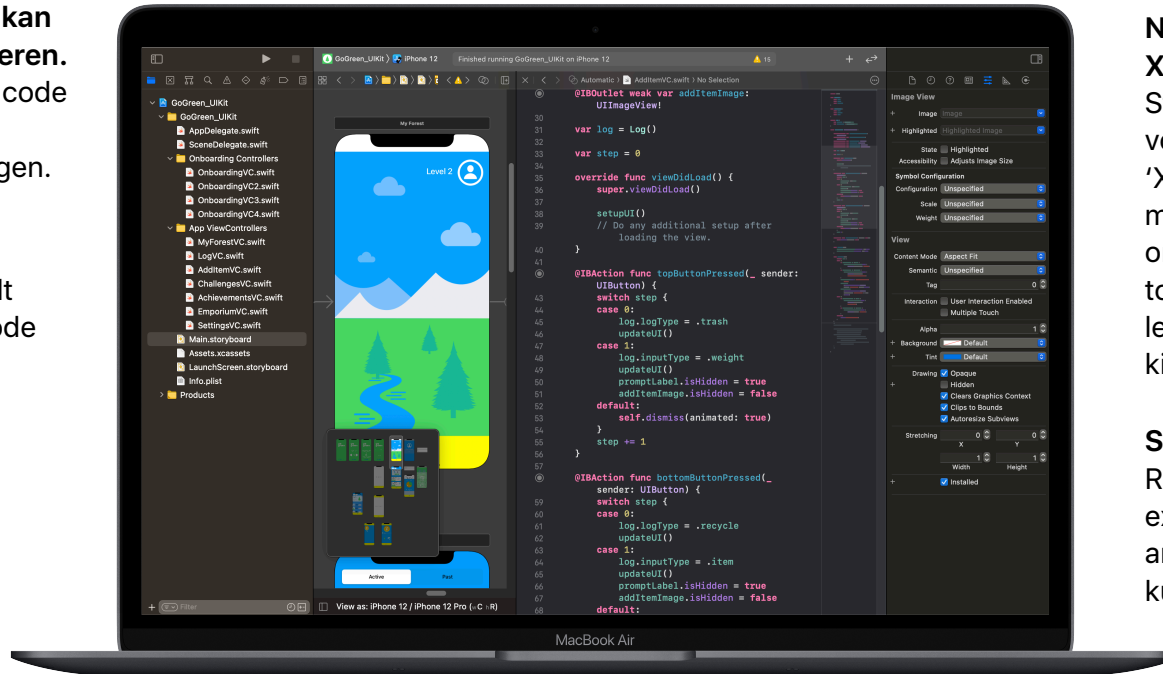 kan
eren.
code
gen.
lt
ode
GoGreen_UIKit
iPhone 12
Finished running GoGreen_UIKit on iPhone 12
GoGreen_UIKit
GoGreen_UIKit
AppDelegate.swift
SceneDelegate.swift
Onboarding Controllers
OnboardingVC.swift
OnboardingVC2.swift
OnboardingVC3.swift
OnboardingVC4.swift
App ViewControllers
MyForestVC.swift
LogVC.swift
AddItemVC.swift
ChallengesVC.swift
AchievementsVC.swift
EmporiumVC.swift
SettingsVC.swift
Main.storyboard
Assets.xcassets
LaunchScreen.storyboard
Info.plist
Products
Filter
My Forest
Level 2
Active
Past
View as: iPhone 12 / iPhone 12 Pro
Automatic
AddItemVC.swift
No Selection
@IBOutlet weak var addItemImage:
UIImageView!
30
31 var log = Log()
32
33 var step = 0
34
35 override func viewDidLoad() {
36 super.viewDidLoad()
37
38 setupUI()
39 // Do any additional setup after
loading the view.
40 }
41
@IBAction func topButtonPressed(_ sender:
UIButton) {
43 switch step {
44 case 0:
45 log.logType = .trash
46 updateUI()
47 case 1:
48 log.inputType = .weight
49 updateUI()
50 promptLabel.isHidden = true
51 addItemImage.isHidden = false
52 default:
53 self.dismiss(animated: true)
54 }
55 step += 1
56 }
57
@IBAction func bottomButtonPressed(_
sender: UIButton) {
59 switch step {
60 case 0:
61 log.logType = .recycle
62 updateUI()
63 case 1:
64 log.inputType = .item
65 updateUI()
66 promptLabel.isHidden = true
67 addItemImage.isHidden = false
68 default:
Image View
Image Image
Highlighted Highlighted Image
State Highlighted
Accessibility Adjusts Image Size
Symbol Configuration
Configuration Unspecified
Scale Unspecified
Weight Unspecified
View
Content Mode Aspect Fit
Semantic Unspecified
Tag 0
Interaction User Interaction Enabled
Multiple Touch
Alpha 1
Background Default
Tint Default
Drawing Opaque
Hidden
Clears Graphics Context
Clips to Bounds
Autoresize Subviews
Stretching 0 0
X Y
1 1
Width Height
Installed
MacBook Air
N
X
S
ve
'X
m
op
to
le
ki
S
R
ex
ar
ku